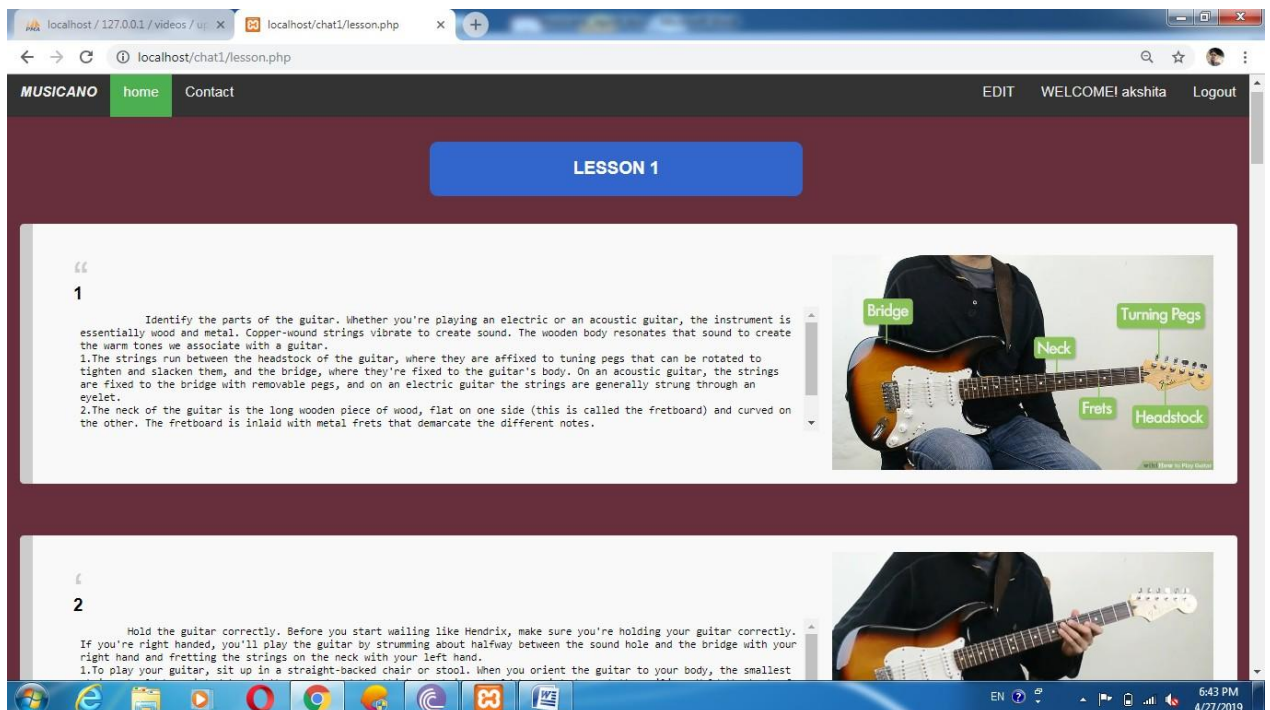 localhost / 127.0.0.1 / videos / up
localhost/chat1/lesson.php
localhost/chat1/lesson.php
MUSICANO home Contact EDIT WELCOME! akshita Logout
LESSON 1
“
1
Identify the parts of the guitar. Whether you're playing an electric or an acoustic guitar, the instrument is
essentially wood and metal. Copper-wound strings vibrate to create sound. The wooden body resonates that sound to create
the warm tones we associate with a guitar.
1.The strings run between the headstock of the guitar, where they are affixed to tuning pegs that can be rotated to
tighten and slacken them, and the bridge, where they're fixed to the guitar's body. On an acoustic guitar, the strings
are fixed to the bridge with removable pegs, and on an electric guitar the strings are generally strung through an
eyelet.
2.The neck of the guitar is the long wooden piece of wood, flat on one side (this is called the fretboard) and curved on
the other. The fretboard is inlaid with metal frets that demarcate the different notes.
Bridge
Turning Pegs
Neck
Frets
Headstock
wikiHow to Play Guitar
‘
2
Hold the guitar correctly. Before you start wailing like Hendrix, make sure you're holding your guitar correctly.
If you're right handed, you'll play the guitar by strumming about halfway between the sound hole and the bridge with your
right hand and fretting the strings on the neck with your left hand.
1.To play your guitar, sit up in a straight-backed chair or stool. When you orient the guitar to your body, the smallest
EN
6:43 PM
4/27/2019